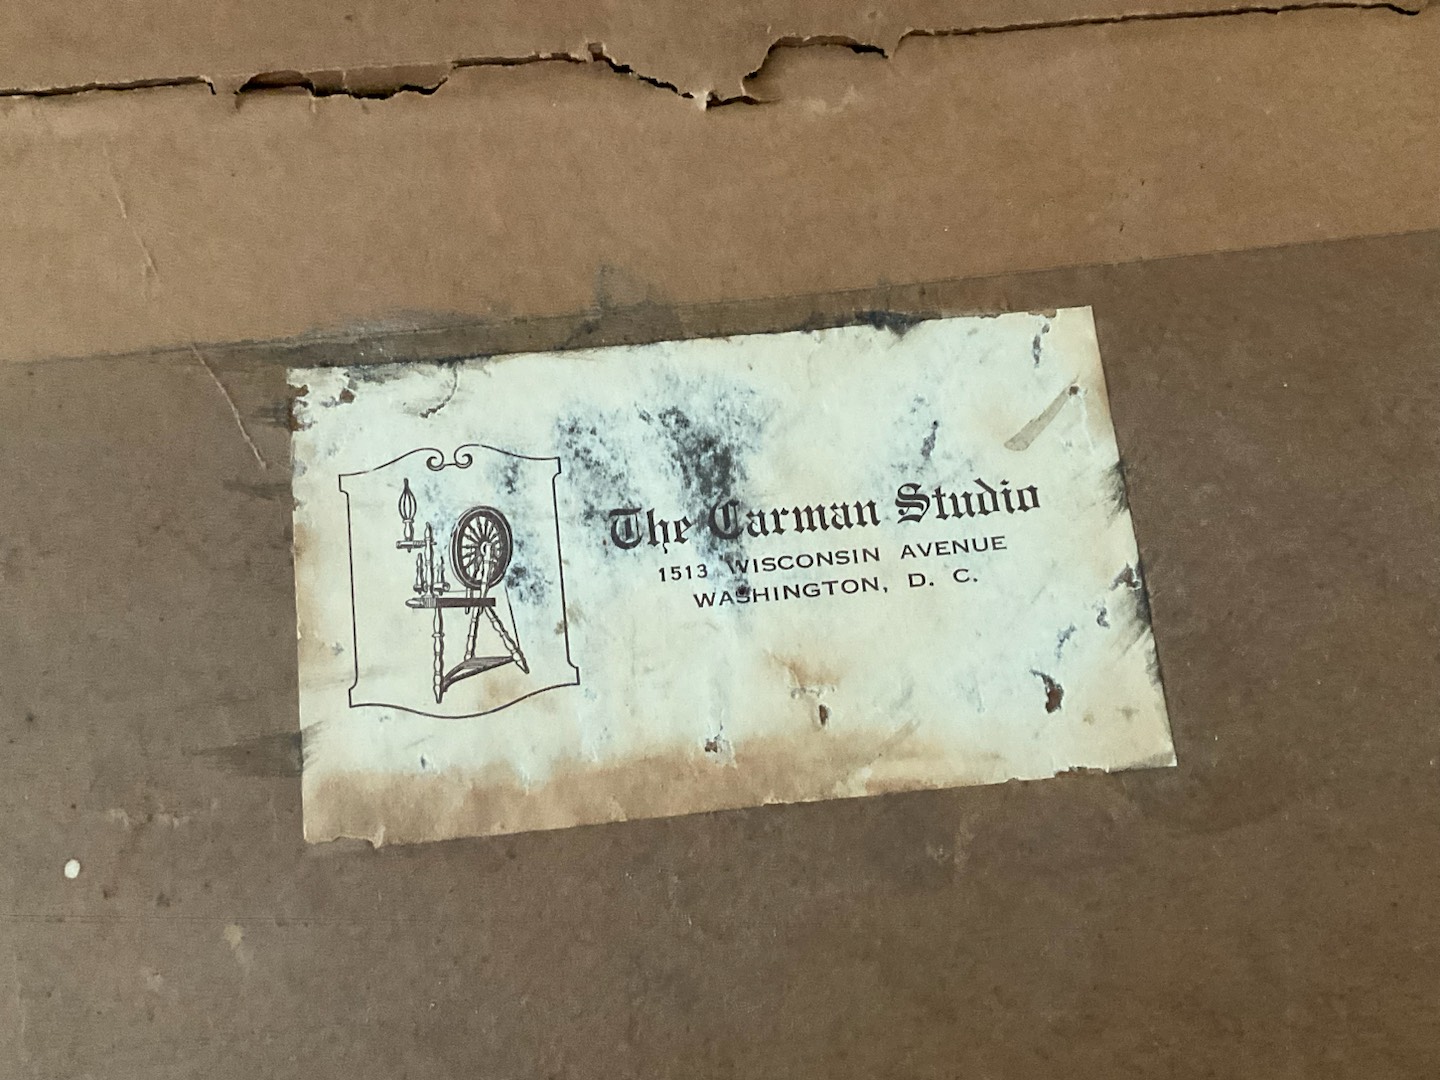 The Carman Studio
1513 WISCONSIN AVENUE
WASHINGTON, D. C.